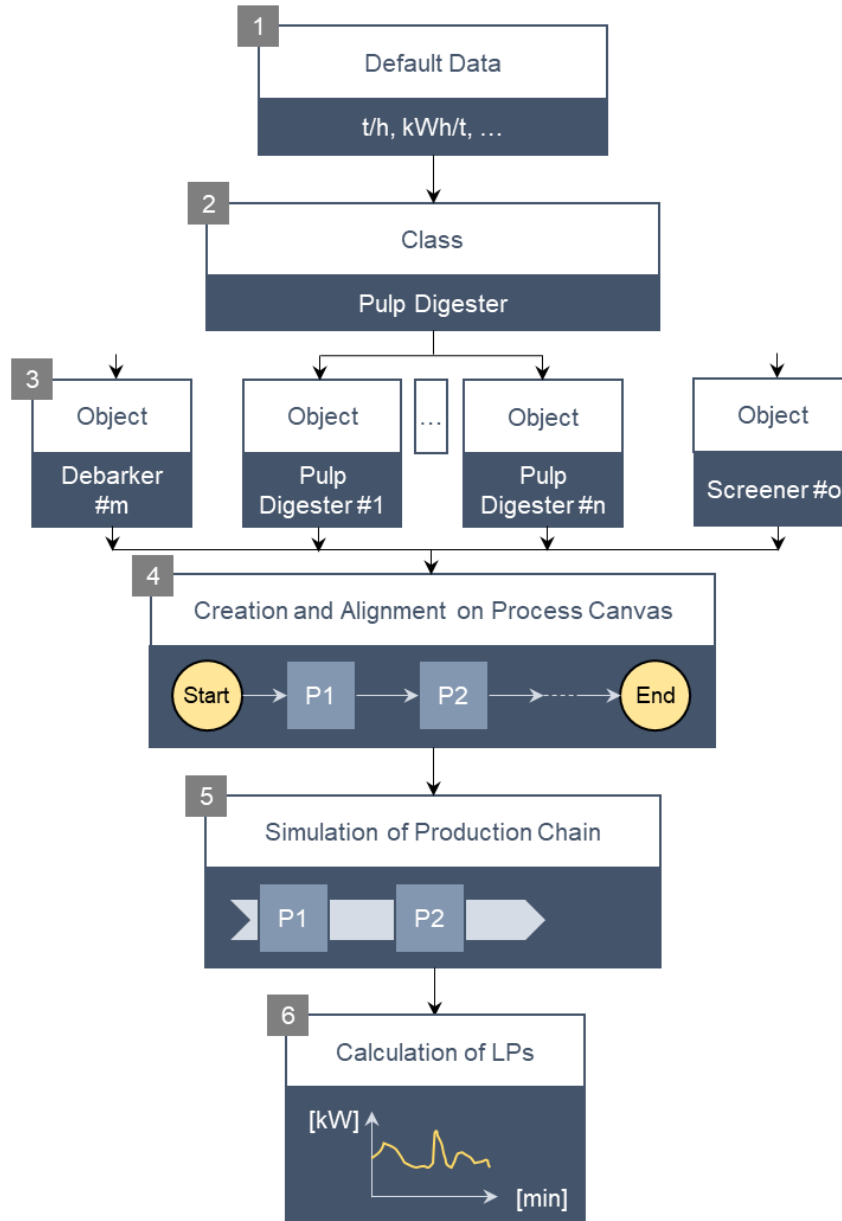 1
Default Data
t/h, kWh/t, …
2
Class
Pulp Digester
3
Object
Object
…
Object
Object
Debarker
#m
Pulp
Digester #1
Pulp
Digester #n
Screener #o
4
Creation and Alignment on Process Canvas
Start
P1
P2
End
5
Simulation of Production Chain
P1
P2
6
Calculation of LPs
[kW]
[min]